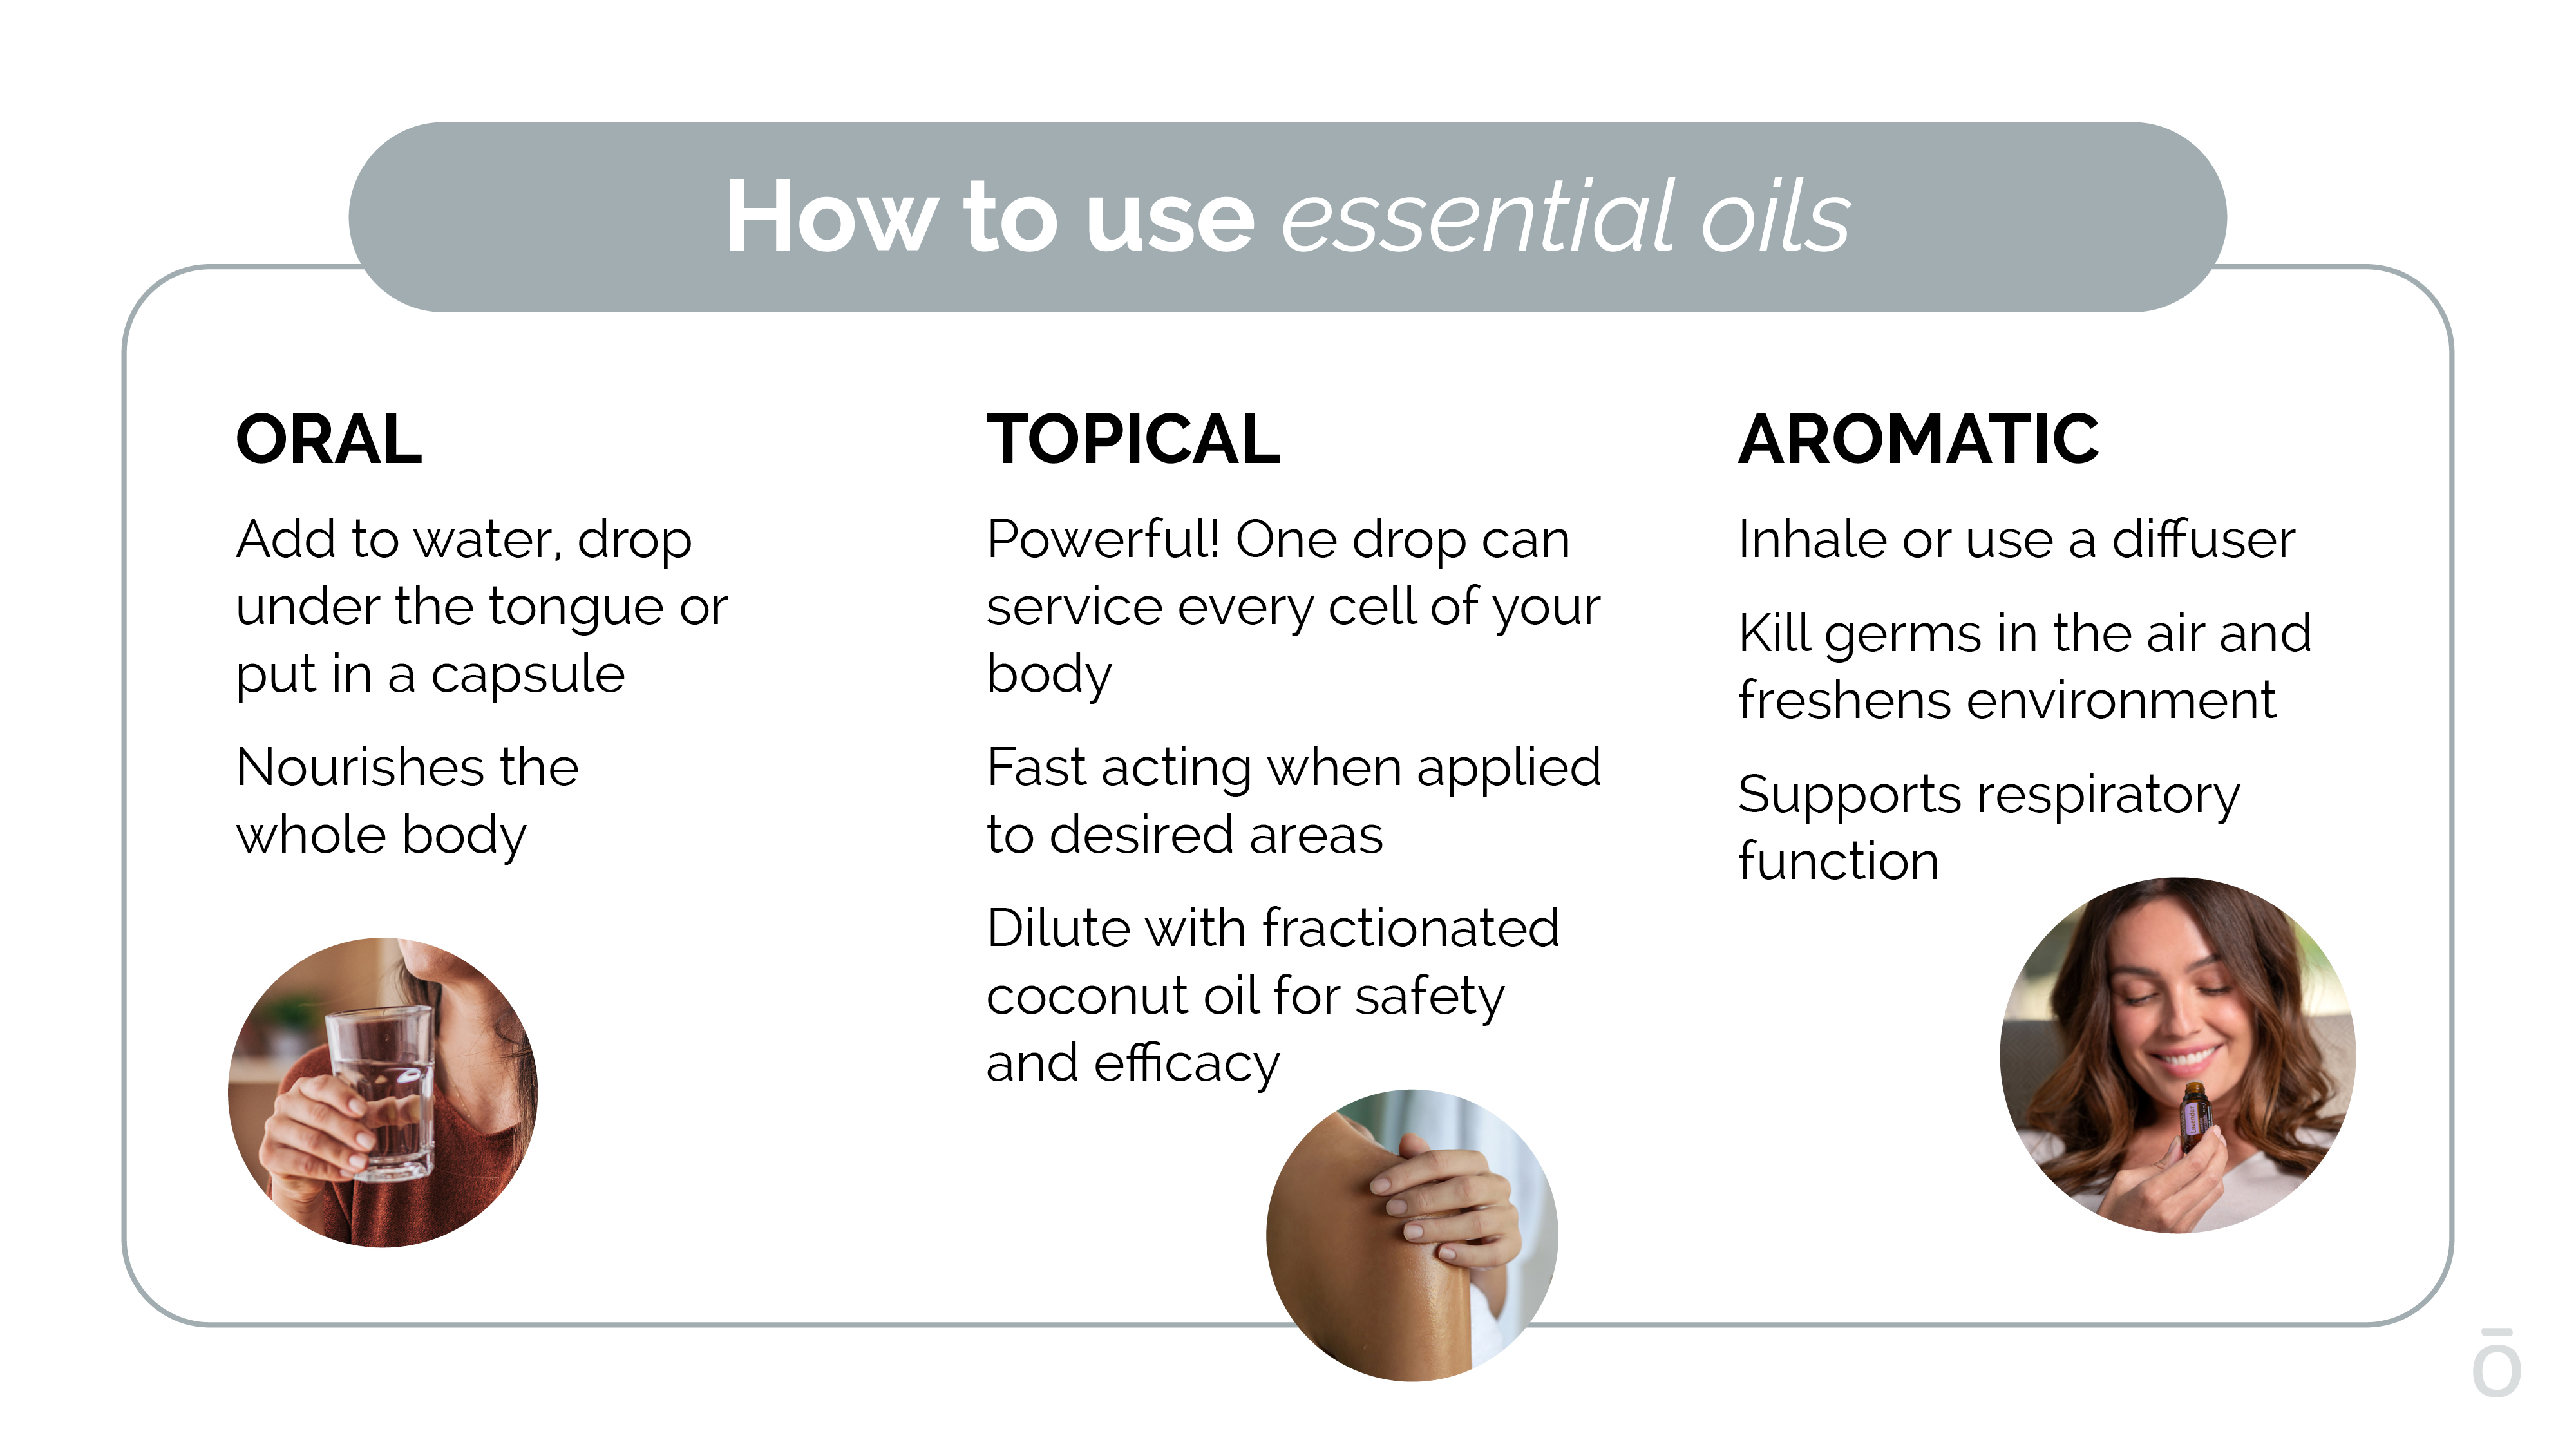 How to use essential oils
ORAL
Add to water, drop
under the tongue or
put in a capsule
Nourishes the
whole body
TOPICAL
Powerful! One drop can
service every cell of your
body
Fast acting when applied
to desired areas
Dilute with fractionated
coconut oil for safety
and efficacy
AROMATIC
Inhale or use a diffuser
Kill germs in the air and
freshens environment
Supports respiratory
function
Lavender
ō